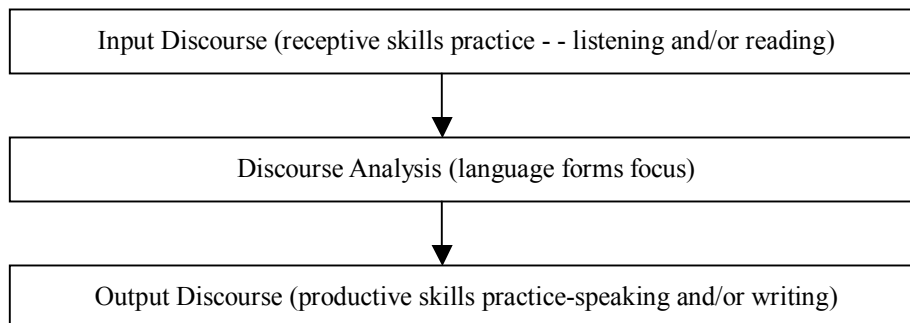 Input Discourse (receptive skills practice - - listening and/or reading)
Discourse Analysis (language forms focus)
Output Discourse (productive skills practice-speaking and/or writing)